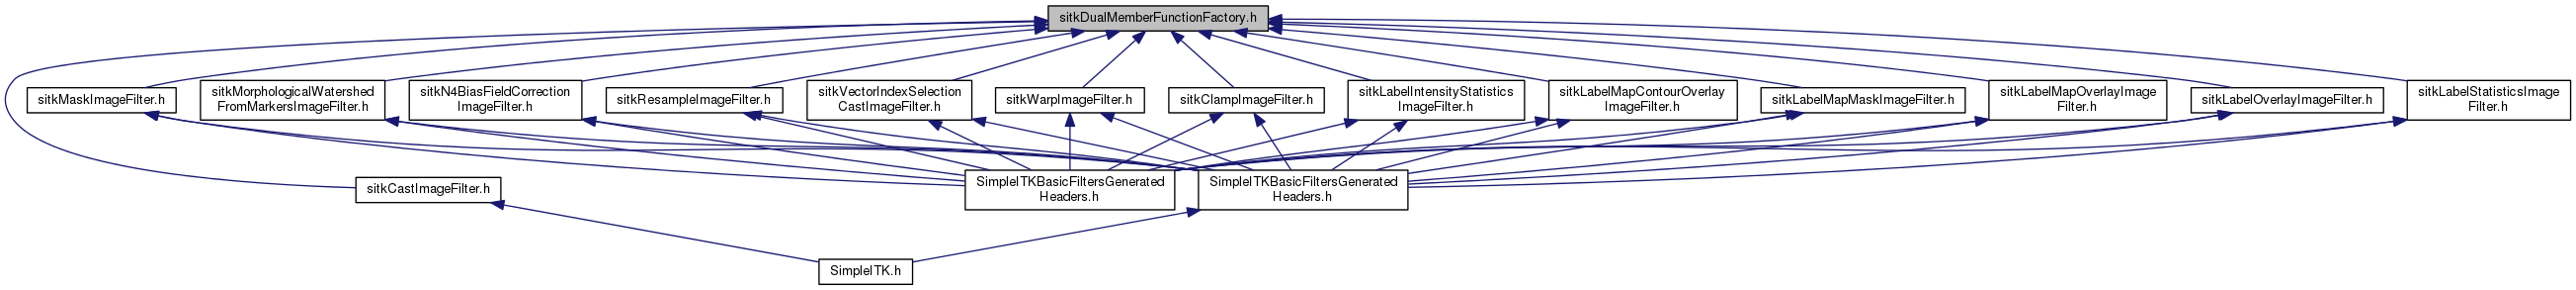 sitkDualMemberFunctionFactory.h
sitkMaskImageFilter.h
sitkMorphologicalWatershed
FromMarkersImageFilter.h
sitkN4BiasFieldCorrection
ImageFilter.h
sitkResampleImageFilter.h
sitkVectorIndexSelection
CastImageFilter.h
sitkWarpImageFilter.h
sitkClampImageFilter.h
sitkLabelIntensityStatistics
ImageFilter.h
sitkLabelMapContourOverlay
ImageFilter.h
sitkLabelMapMaskImageFilter.h
sitkLabelMapOverlayImage
Filter.h
sitkLabelOverlayImageFilter.h
sitkLabelStatisticsImage
Filter.h
sitkCastImageFilter.h
SimpleITKBasicFiltersGenerated
Headers.h
SimpleITKBasicFiltersGenerated
Headers.h
SimpleITK.h